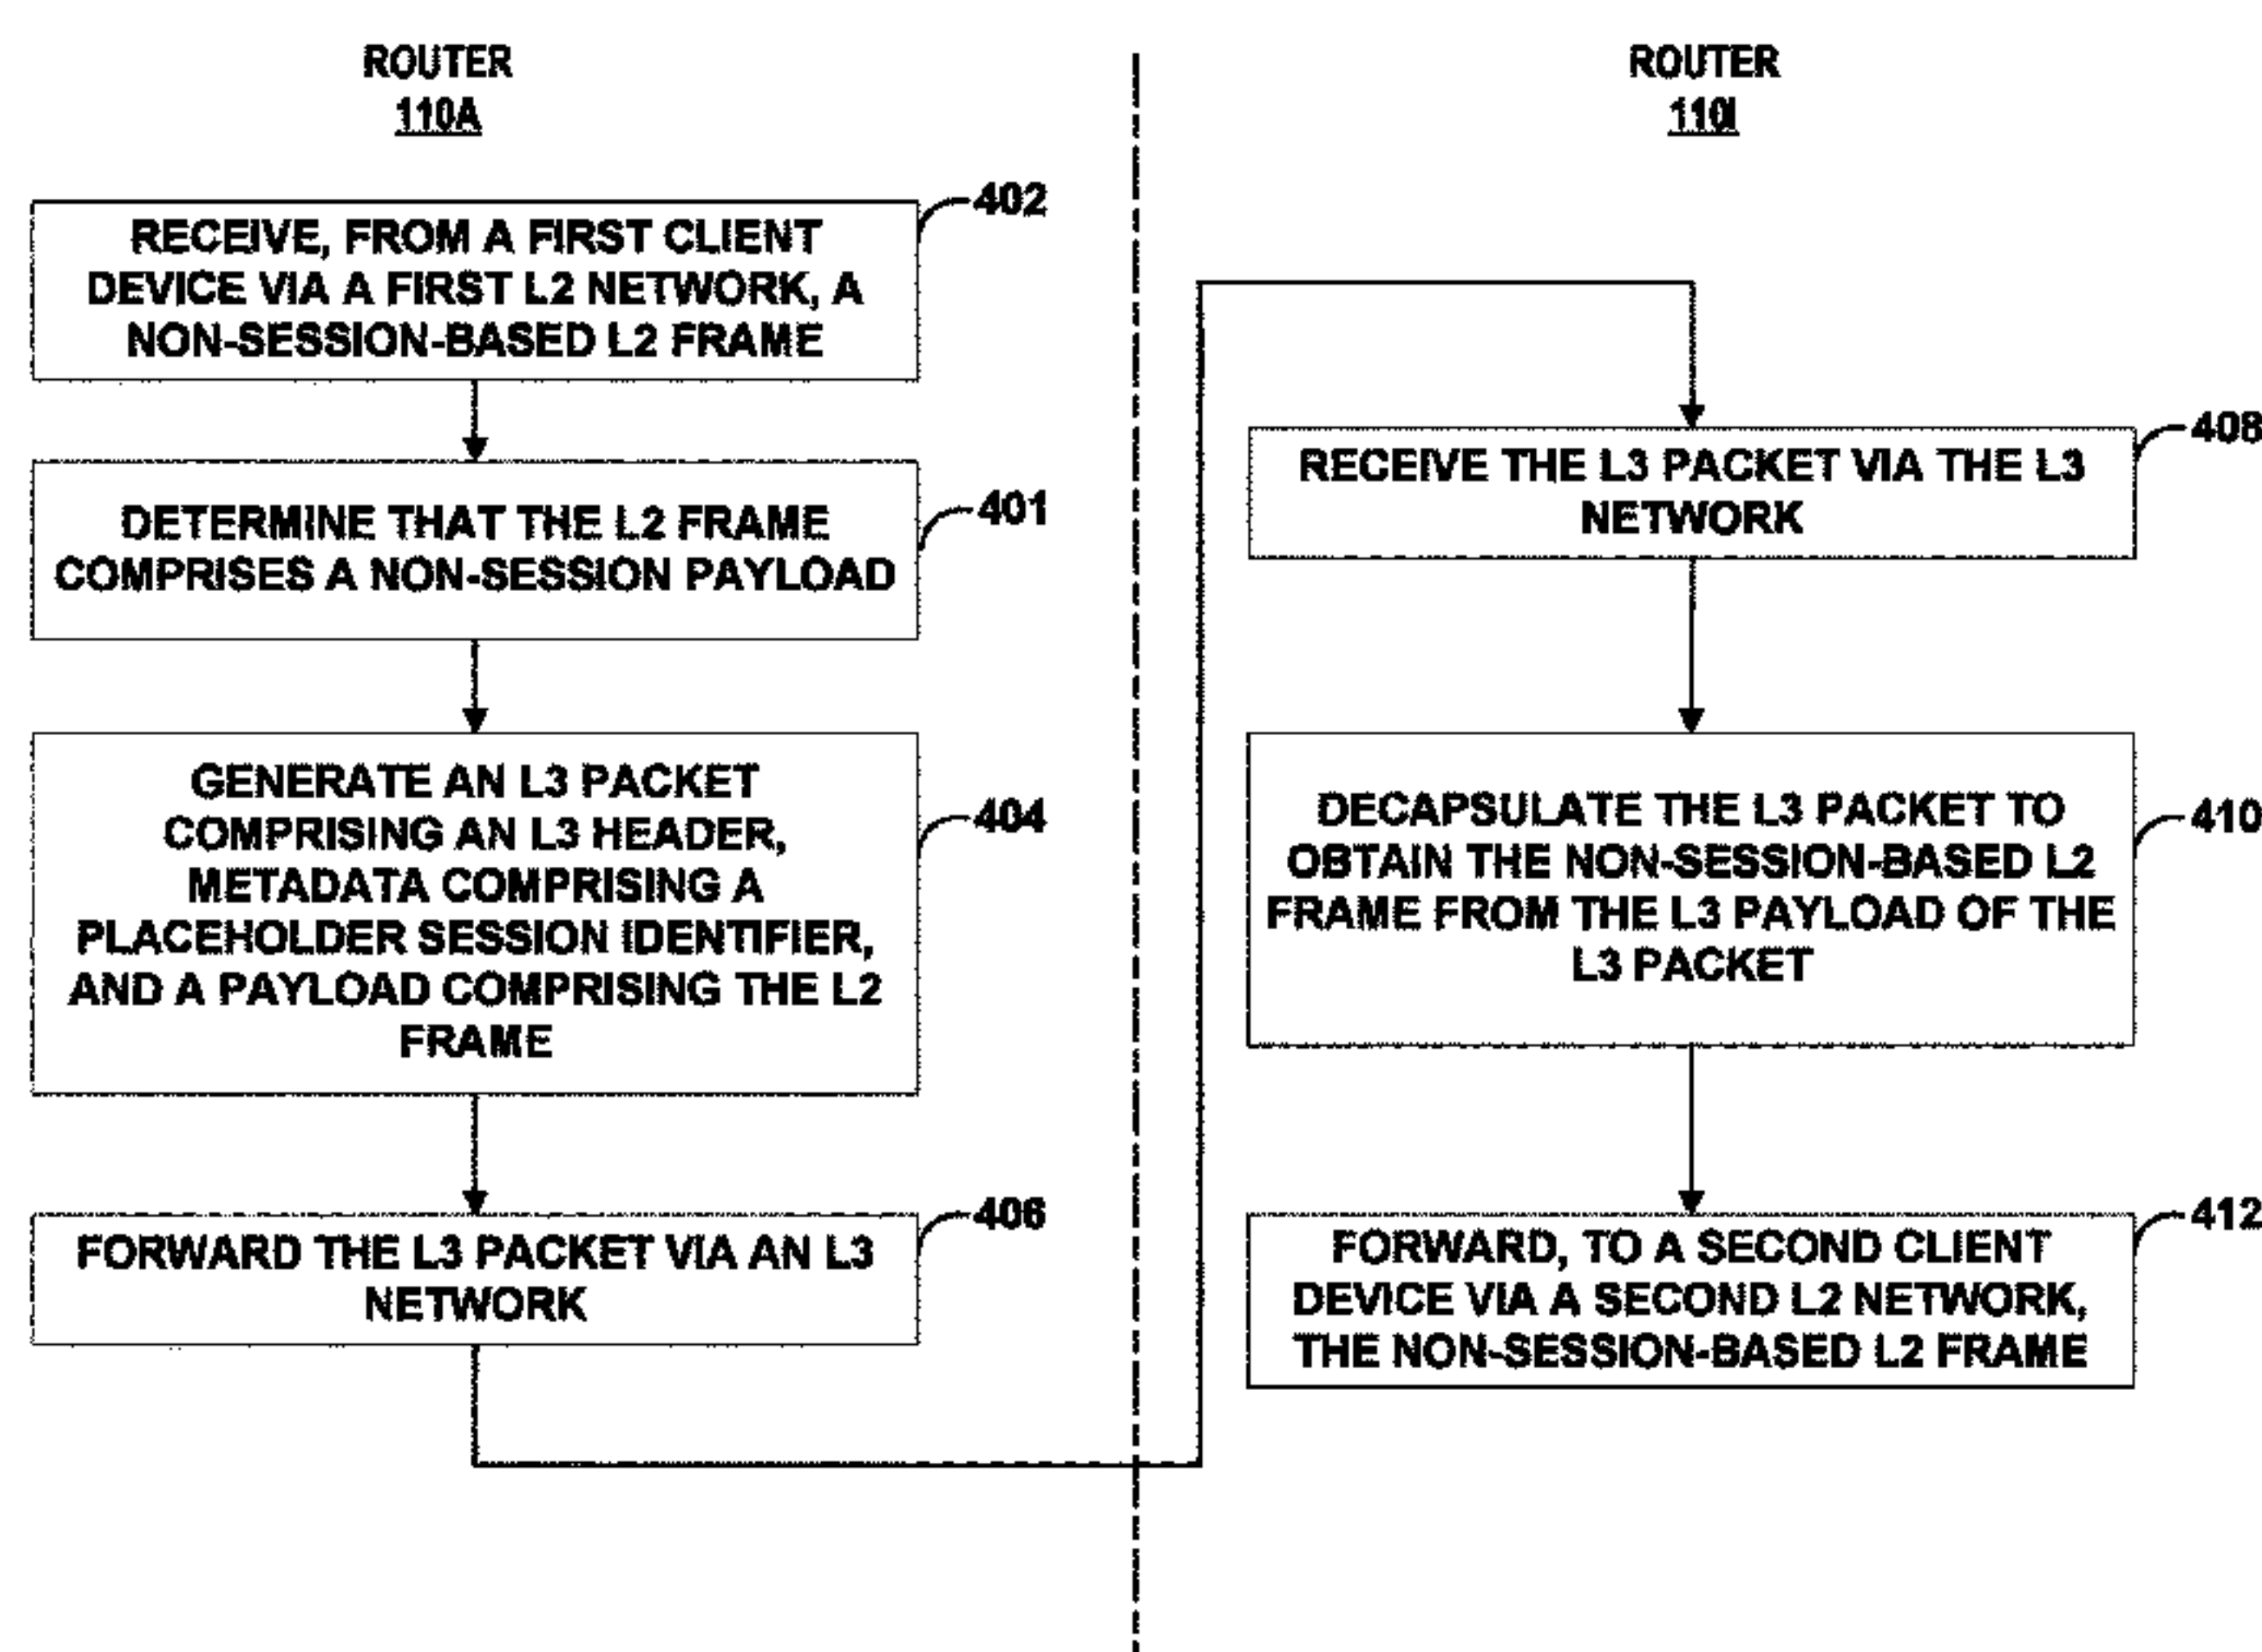 ROUTER
110A
402
RECEIVE, FROM A FIRST CLIENT
DEVICE VIA A FIRST L2 NETWORK, A
NON-SESSION-BASED L2 FRAME
401
DETERMINE THAT THE L2 FRAME
COMPRISES A NON-SESSION PAYLOAD
404
GENERATE AN L3 PACKET
COMPRISING AN L3 HEADER,
METADATA COMPRISING A
PLACEHOLDER SESSION IDENTIFIER,
AND A PAYLOAD COMPRISING THE L2
FRAME
406
FORWARD THE L3 PACKET VIA AN L3
NETWORK
ROUTER
110I
408
RECEIVE THE L3 PACKET VIA THE L3
NETWORK
410
DECAPSULATE THE L3 PACKET TO
OBTAIN THE NON-SESSION-BASED L2
FRAME FROM THE L3 PAYLOAD OF THE
L3 PACKET
412
FORWARD, TO A SECOND CLIENT
DEVICE VIA A SECOND L2 NETWORK,
THE NON-SESSION-BASED L2 FRAME